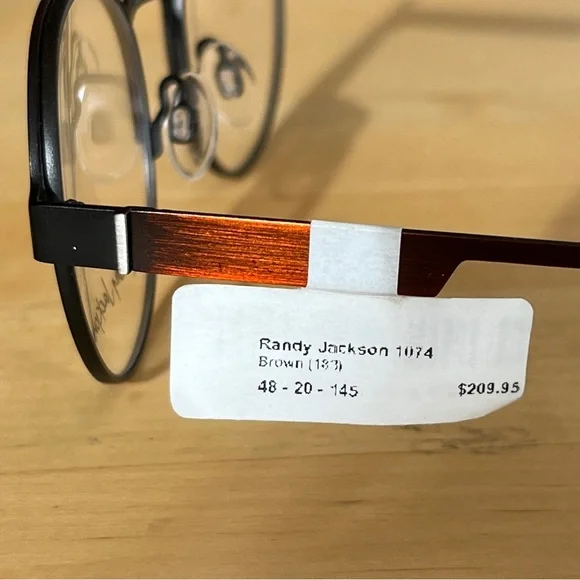 Randy Jackson 1074
Brown (183)
48 - 20 - 145 $209.95